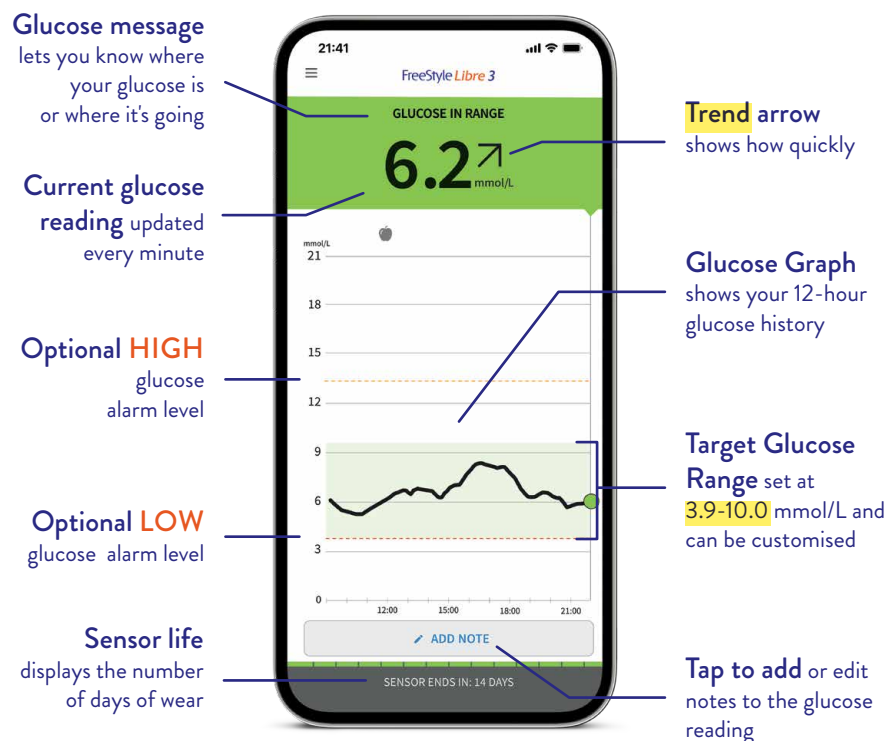 Glucose message
lets you know where
your glucose is
or where it's going
Current glucose
reading updated
every minute
Optional HIGH
glucose
alarm level
Optional LOW
glucose alarm level
Sensor life
displays the number
of days of wear
21:41
FreeStyle Libre 3
GLUCOSE IN RANGE
6.2
mmol/L
mmol/L
21
18
15
12
9
6
3
0
12:00 15:00 18:00 21:00
ADD NOTE
SENSOR ENDS IN: 14 DAYS
Trend arrow
shows how quickly
Glucose Graph
shows your 12-hour
glucose history
Target Glucose
Range set at
3.9-10.0 mmol/L and
can be customised
Tap to add or edit
notes to the glucose
reading